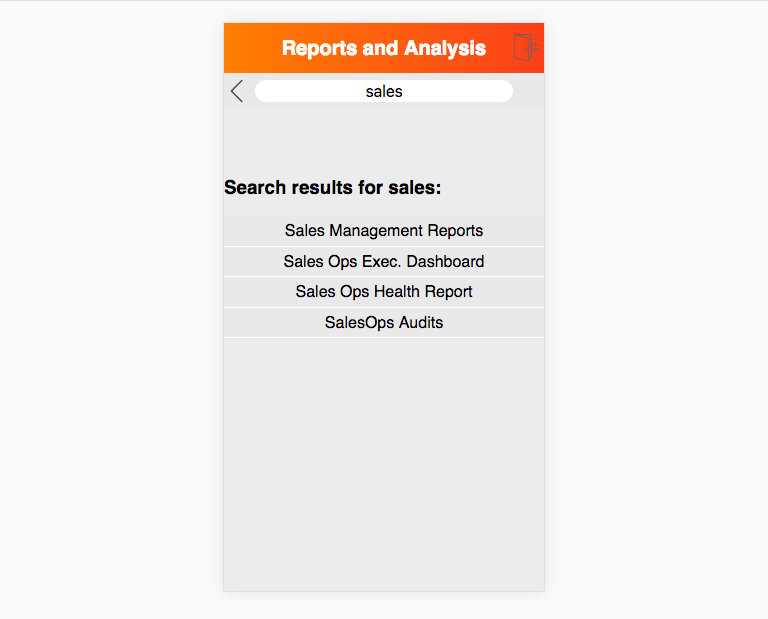 Reports and Analysis
sales
Search results for sales:
Sales Management Reports
Sales Ops Exec. Dashboard
Sales Ops Health Report
SalesOps Audits